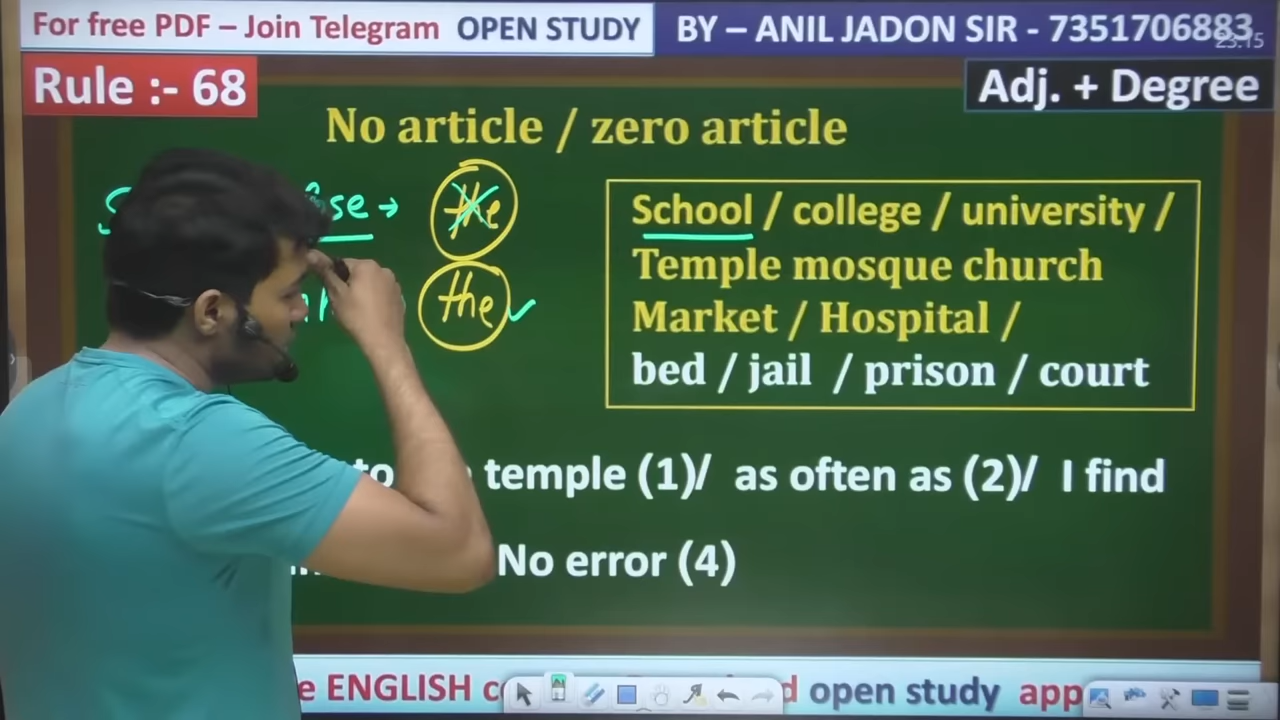 For free PDF – Join Telegram OPEN STUDY
BY – ANIL JADON SIR - 7351706883
23:15
Rule :- 68
Adj. + Degree
No article / zero article
the
the
School / college / university /
Temple mosque church
Market / Hospital /
bed / jail / prison / court
to temple (1)/ as often as (2)/ I find
No error (4)
ENGLISH open study app